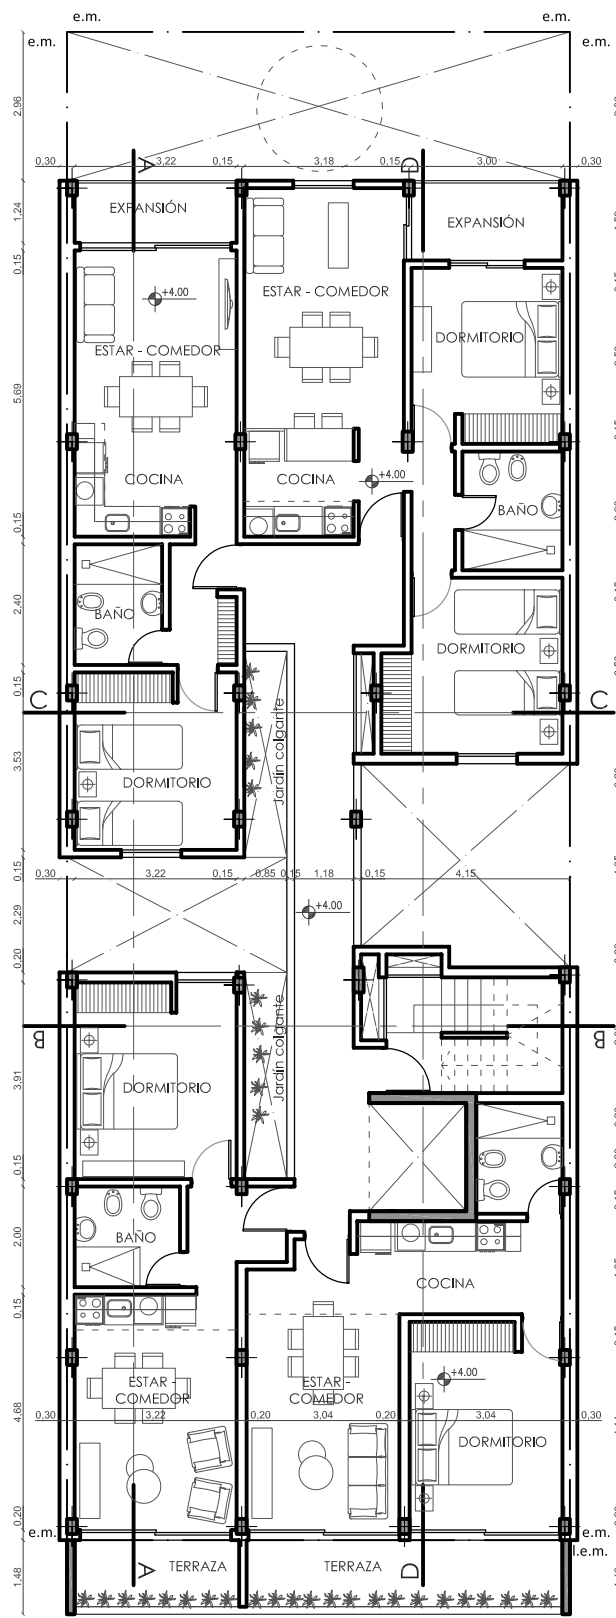 e.m.
e.m.
e.m.
e.m.
2,96
0,30
3,22
0,15
3,18
0,15
3,00
0,30
A
D
1,24
EXPANSIÓN
EXPANSIÓN
0,15
ESTAR - COMEDOR
+4.00
DORMITORIO
ESTAR - COMEDOR
5,69
COCINA
COCINA
+4.00
BAÑO
0,15
2,40
BAÑO
DORMITORIO
0,15
C
C
Jardín colgante
3,53
DORMITORIO
0,15
0,30
3,22
0,15
0,85
0,15
1,18
0,15
4,15
2,29
+4.00
0,20
Jardín colgante
B
B
3,91
DORMITORIO
0,15
2,00
BAÑO
COCINA
0,15
ESTAR -
COMEDOR
ESTAR -
COMEDOR
+4.00
4,68
0,30
3,22
0,20
3,04
0,20
3,04
0,30
DORMITORIO
0,20
e.m.
e.m.
l.e.m.
1,48
A
TERRAZA
TERRAZA
D